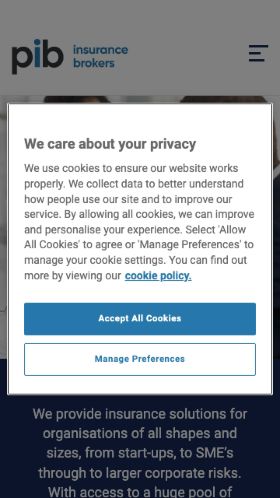 pib insurance
brokers
We care about your privacy
We use cookies to ensure our website works
properly. We collect data to better understand
how people use our site and to improve our
service. By allowing all cookies, we can improve
and personalise your experience. Select 'Allow
All Cookies' to agree or 'Manage Preferences' to
manage your cookie settings. You can find out
more by viewing our cookie policy.
Accept All Cookies
Manage Preferences
We provide insurance solutions for
organisations of all shapes and
sizes, from start-ups, to SME's
through to larger corporate risks.
With access to a huge pool of